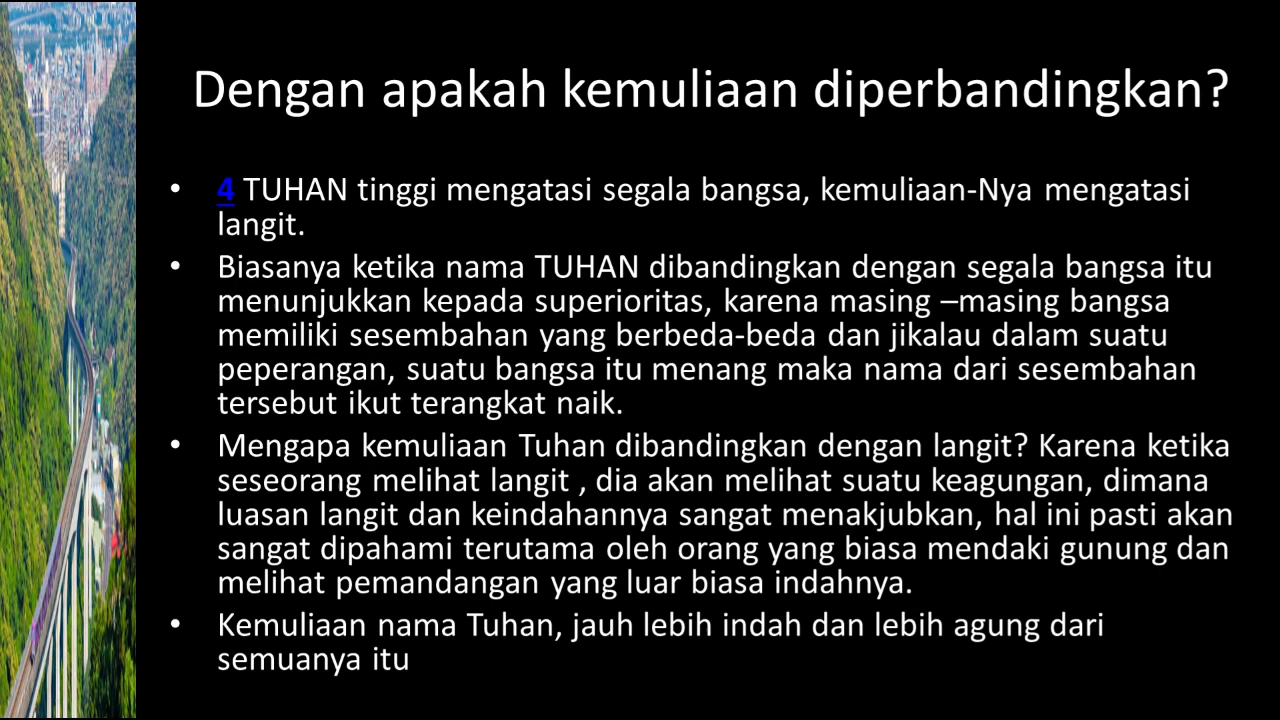 Dengan apakah kemuliaan diperbandingkan?
• 4 TUHAN tinggi mengatasi segala bangsa, kemuliaan-Nya mengatasi
langit.
• Biasanya ketika nama TUHAN dibandingkan dengan segala bangsa itu
menunjukkan kepada superioritas, karena masing –masing bangsa
memiliki sesembahan yang berbeda-beda dan jikalau dalam suatu
peperangan, suatu bangsa itu menang maka nama dari sesembahan
tersebut ikut terangkat naik.
• Mengapa kemuliaan Tuhan dibandingkan dengan langit? Karena ketika
seseorang melihat langit , dia akan melihat suatu keagungan, dimana
luasan langit dan keindahannya sangat menakjubkan, hal ini pasti akan
sangat dipahami terutama oleh orang yang biasa mendaki gunung dan
melihat pemandangan yang luar biasa indahnya.
• Kemuliaan nama Tuhan, jauh lebih indah dan lebih agung dari
semuanya itu